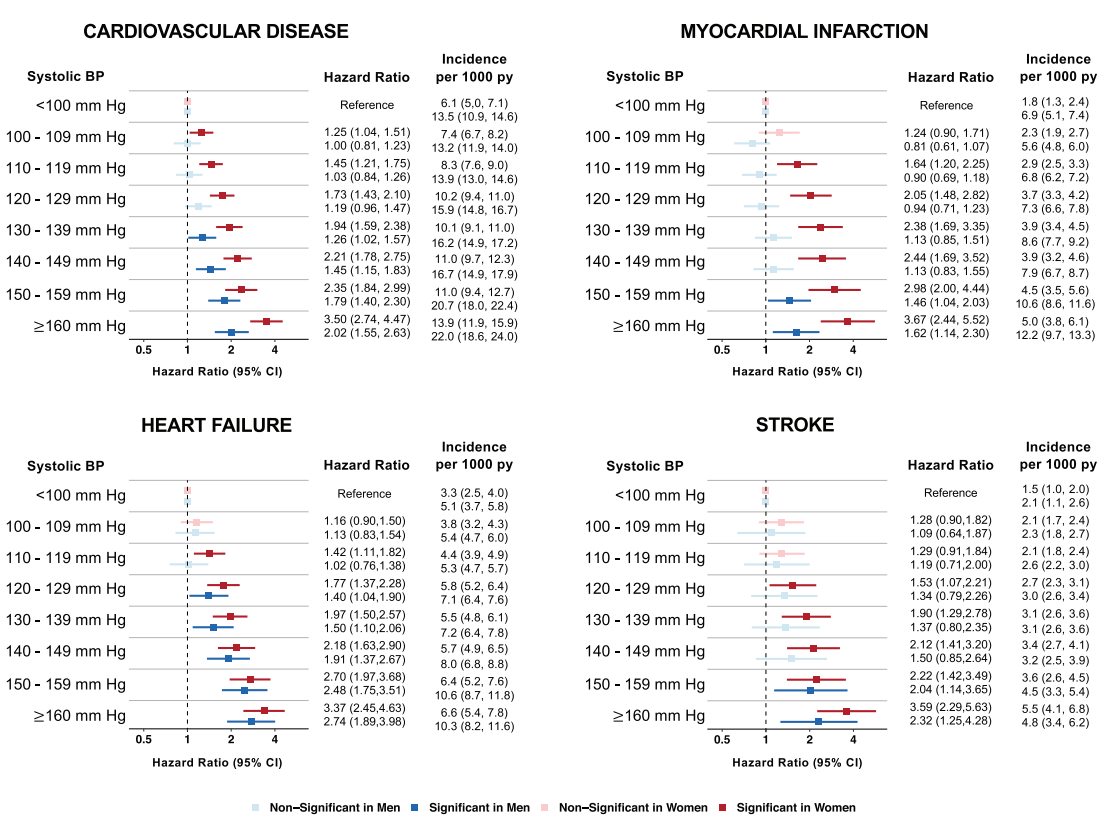 CARDIOVASCULAR DISEASE
Systolic BP Hazard Ratio Incidence per 1000 py
<100 mm Hg Reference 6.1 (5.0, 7.1)
13.5 (10.9, 14.6)
100 - 109 mm Hg 1.25 (1.04, 1.51) 7.4 (6.7, 8.2)
1.00 (0.81, 1.23) 13.2 (11.9, 14.0)
110 - 119 mm Hg 1.45 (1.21, 1.75) 8.3 (7.6, 9.0)
1.03 (0.84, 1.26) 13.9 (13.0, 14.6)
120 - 129 mm Hg 1.73 (1.43, 2.10) 10.2 (9.4, 11.0)
1.19 (0.96, 1.47) 15.9 (14.8, 16.7)
130 - 139 mm Hg 1.94 (1.59, 2.38) 10.1 (9.1, 11.0)
1.26 (1.02, 1.57) 16.2 (14.9, 17.2)
140 - 149 mm Hg 2.21 (1.78, 2.75) 11.0 (9.7, 12.3)
1.45 (1.15, 1.83) 16.7 (14.9, 17.9)
150 - 159 mm Hg 2.35 (1.84, 2.99) 11.0 (9.4, 12.7)
1.79 (1.40, 2.30) 20.7 (18.0, 22.4)
≥160 mm Hg 3.50 (2.74, 4.47) 13.9 (11.9, 15.9)
2.02 (1.55, 2.63) 22.0 (18.6, 24.0)
0.5 1 2 4
Hazard Ratio (95% CI)
MYOCARDIAL INFARCTION
Systolic BP Hazard Ratio Incidence per 1000 py
<100 mm Hg Reference 1.8 (1.3, 2.4)
6.9 (5.1, 7.4)
100 - 109 mm Hg 1.24 (0.90, 1.71) 2.3 (1.9, 2.7)
0.81 (0.61, 1.07) 5.6 (4.8, 6.0)
110 - 119 mm Hg 1.64 (1.20, 2.25) 2.9 (2.5, 3.3)
0.90 (0.69, 1.18) 6.8 (6.2, 7.2)
120 - 129 mm Hg 2.05 (1.48, 2.82) 3.7 (3.3, 4.2)
0.94 (0.71, 1.23) 7.3 (6.6, 7.8)
130 - 139 mm Hg 2.38 (1.69, 3.35) 3.9 (3.4, 4.5)
1.13 (0.85, 1.51) 8.6 (7.7, 9.2)
140 - 149 mm Hg 2.44 (1.69, 3.52) 3.9 (3.2, 4.6)
1.13 (0.83, 1.55) 7.9 (6.7, 8.7)
150 - 159 mm Hg 2.98 (2.00, 4.44) 4.5 (3.5, 5.6)
1.46 (1.04, 2.03) 10.6 (8.6, 11.6)
≥160 mm Hg 3.67 (2.44, 5.52) 5.0 (3.8, 6.1)
1.62 (1.14, 2.30) 12.2 (9.7, 13.3)
0.5 1 2 4
Hazard Ratio (95% CI)
HEART FAILURE
Systolic BP Hazard Ratio Incidence per 1000 py
<100 mm Hg Reference 3.3 (2.5, 4.0)
5.1 (3.7, 5.8)
100 - 109 mm Hg 1.16 (0.90,1.50) 3.8 (3.2, 4.3)
1.13 (0.83,1.54) 5.4 (4.7, 6.0)
110 - 119 mm Hg 1.42 (1.11,1.82) 4.4 (3.9, 4.9)
1.02 (0.76,1.38) 5.3 (4.7, 5.7)
120 - 129 mm Hg 1.77 (1.37,2.28) 5.8 (5.2, 6.4)
1.40 (1.04,1.90) 7.1 (6.4, 7.6)
130 - 139 mm Hg 1.97 (1.50,2.57) 5.5 (4.8, 6.1)
1.50 (1.10,2.06) 7.2 (6.4, 7.8)
140 - 149 mm Hg 2.18 (1.63,2.90) 5.7 (4.9, 6.5)
1.91 (1.37,2.67) 8.0 (6.8, 8.8)
150 - 159 mm Hg 2.70 (1.97,3.68) 6.4 (5.2, 7.6)
2.48 (1.75,3.51) 10.6 (8.7, 11.8)
≥160 mm Hg 3.37 (2.45,4.63) 6.6 (5.4, 7.8)
2.74 (1.89,3.98) 10.3 (8.2, 11.6)
0.5 1 2 4
Hazard Ratio (95% CI)
STROKE
Systolic BP Hazard Ratio Incidence per 1000 py
<100 mm Hg Reference 1.5 (1.0, 2.0)
2.1 (1.1, 2.6)
100 - 109 mm Hg 1.28 (0.90,1.82) 2.1 (1.7, 2.4)
1.09 (0.64,1.87) 2.3 (1.8, 2.7)
110 - 119 mm Hg 1.29 (0.91,1.84) 2.1 (1.8, 2.4)
1.19 (0.71,2.00) 2.6 (2.2, 3.0)
120 - 129 mm Hg 1.53 (1.07,2.21) 2.7 (2.3, 3.1)
1.34 (0.79,2.26) 3.0 (2.6, 3.4)
130 - 139 mm Hg 1.90 (1.29,2.78) 3.1 (2.6, 3.6)
1.37 (0.80,2.35) 3.1 (2.6, 3.6)
140 - 149 mm Hg 2.12 (1.41,3.20) 3.4 (2.7, 4.1)
1.50 (0.85,2.64) 3.2 (2.5, 3.9)
150 - 159 mm Hg 2.22 (1.42,3.49) 3.6 (2.6, 4.5)
2.04 (1.14,3.65) 4.5 (3.3, 5.4)
≥160 mm Hg 3.59 (2.29,5.63) 5.5 (4.1, 6.8)
2.32 (1.25,4.28) 4.8 (3.4, 6.2)
0.5 1 2 4
Hazard Ratio (95% CI)
Non−Significant in Men Significant in Men Non−Significant in Women Significant in Women